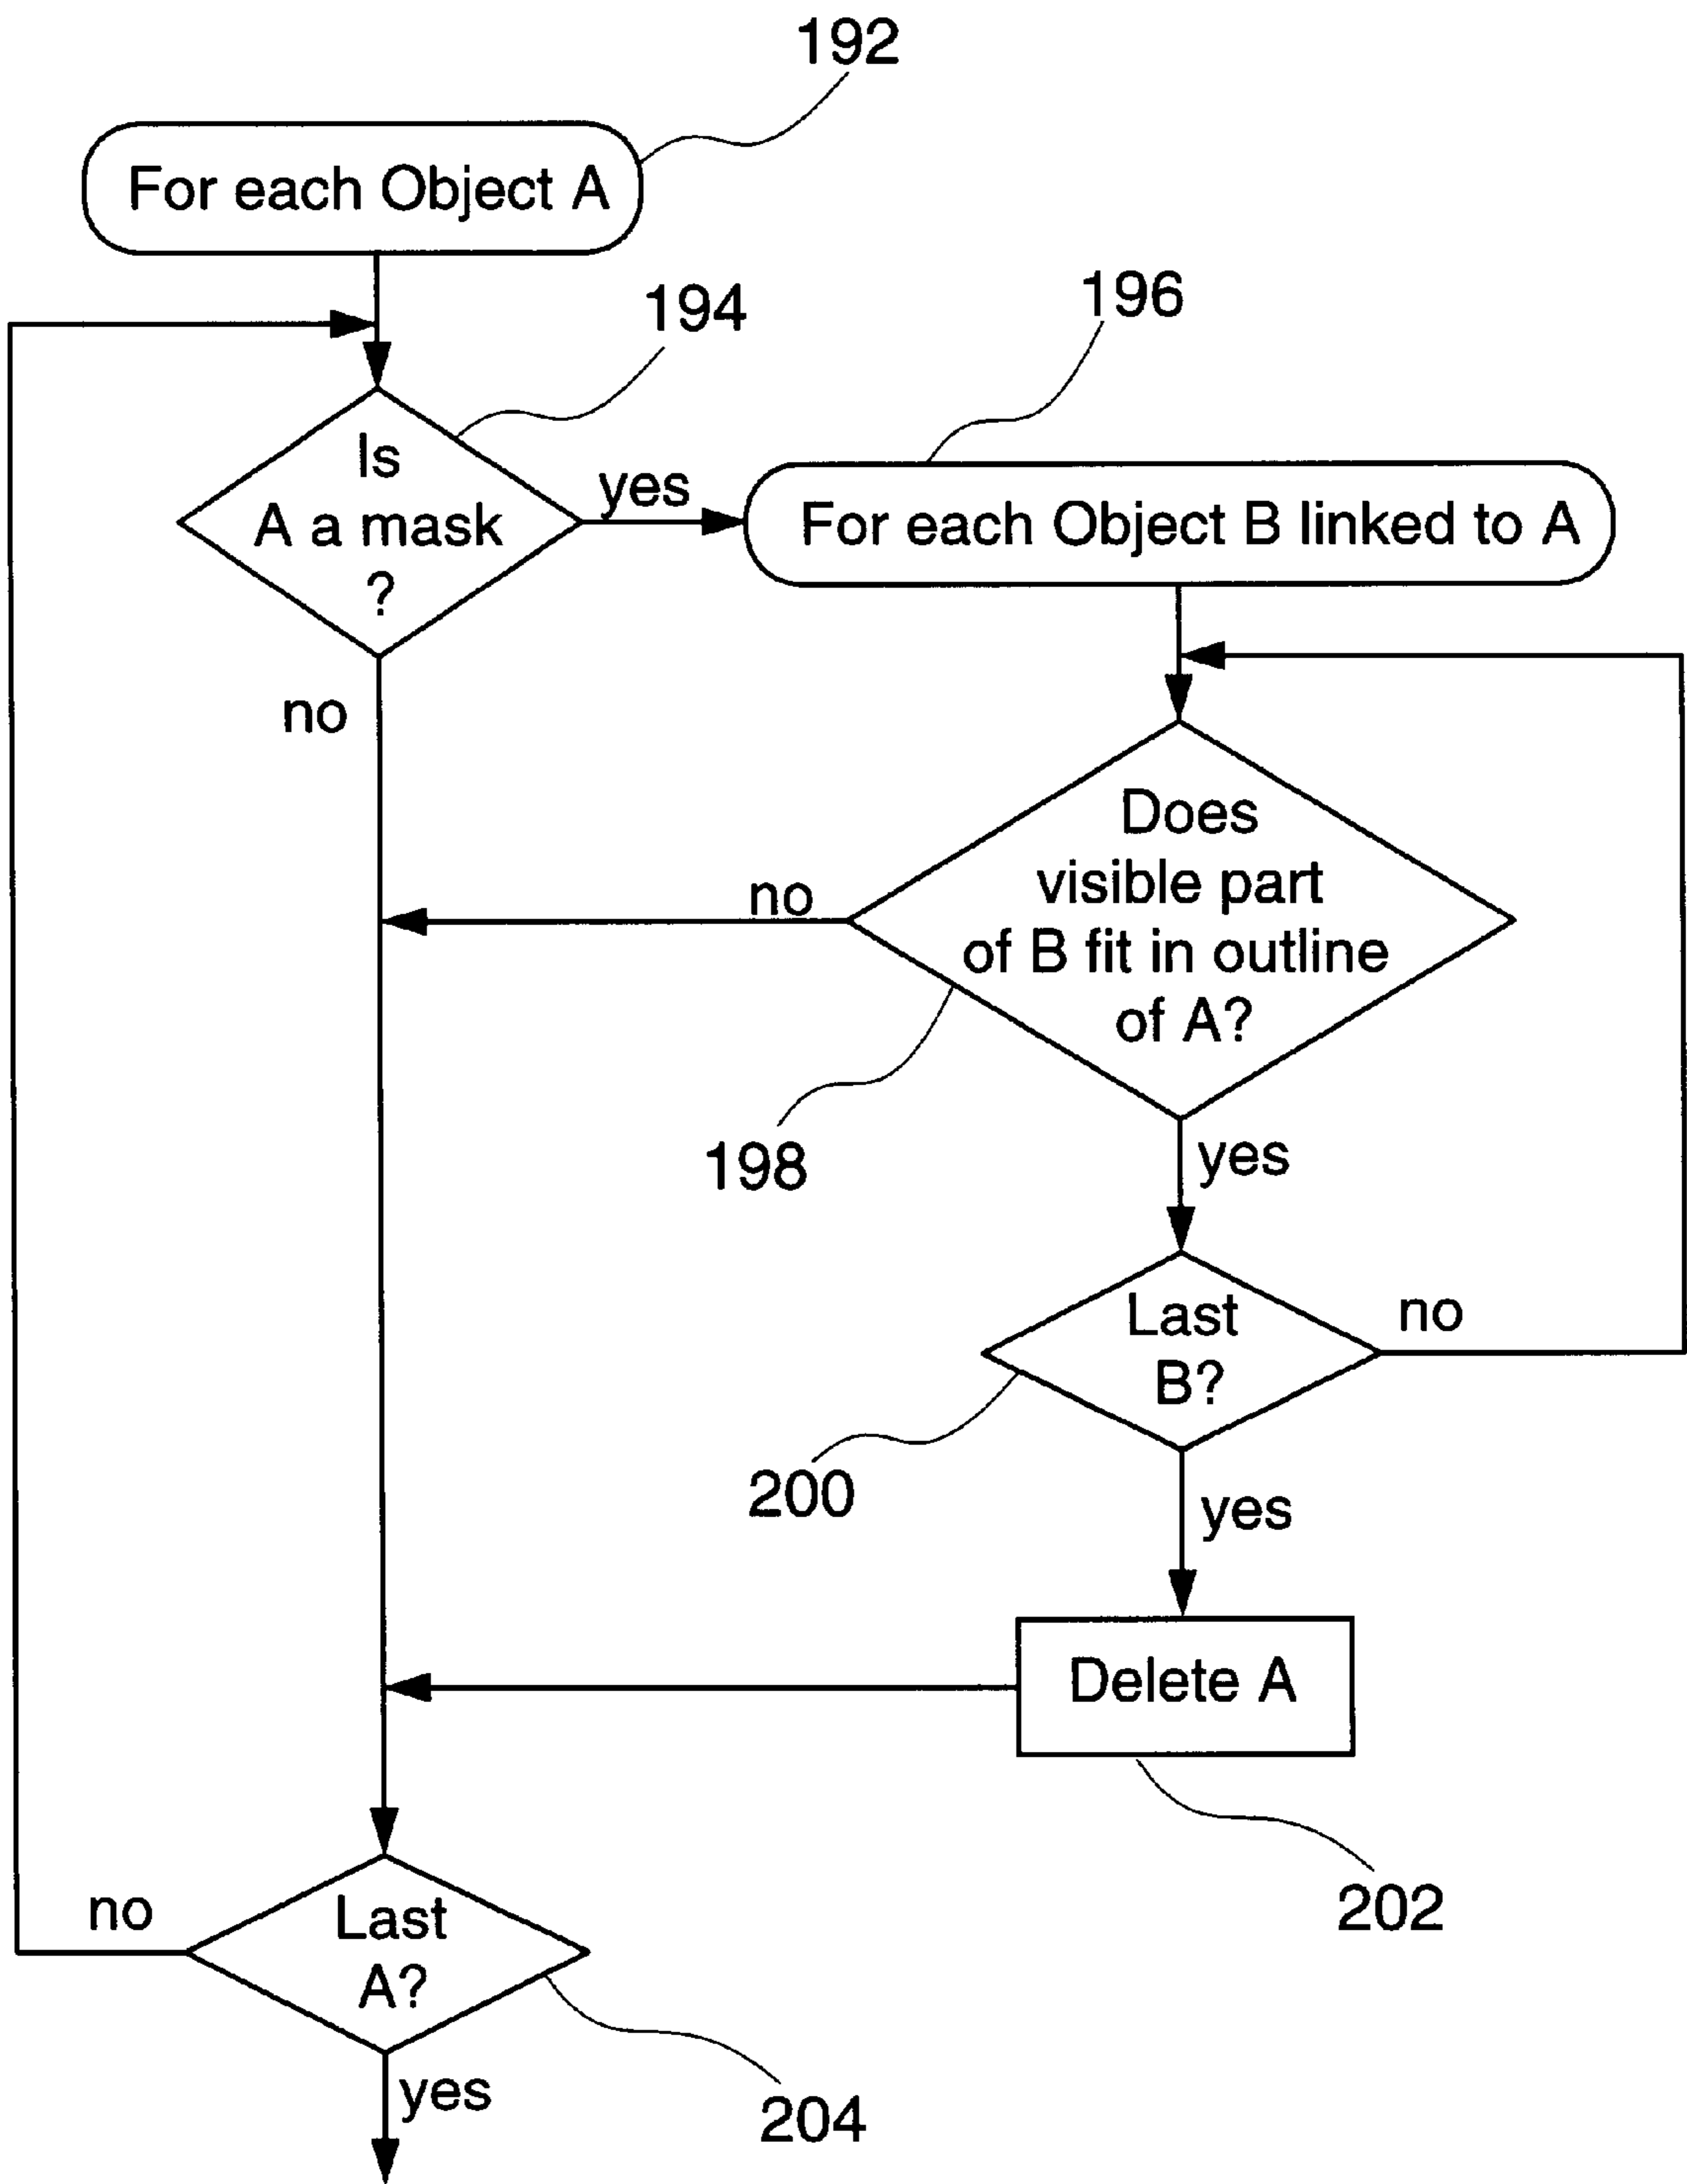 192
For each Object A
194
196
Is
A a mask
?
yes
For each Object B linked to A
no
Does
visible part
of B fit in outline
of A?
no
198
yes
Last
B?
no
200
yes
Delete A
202
Last
A?
no
yes
204